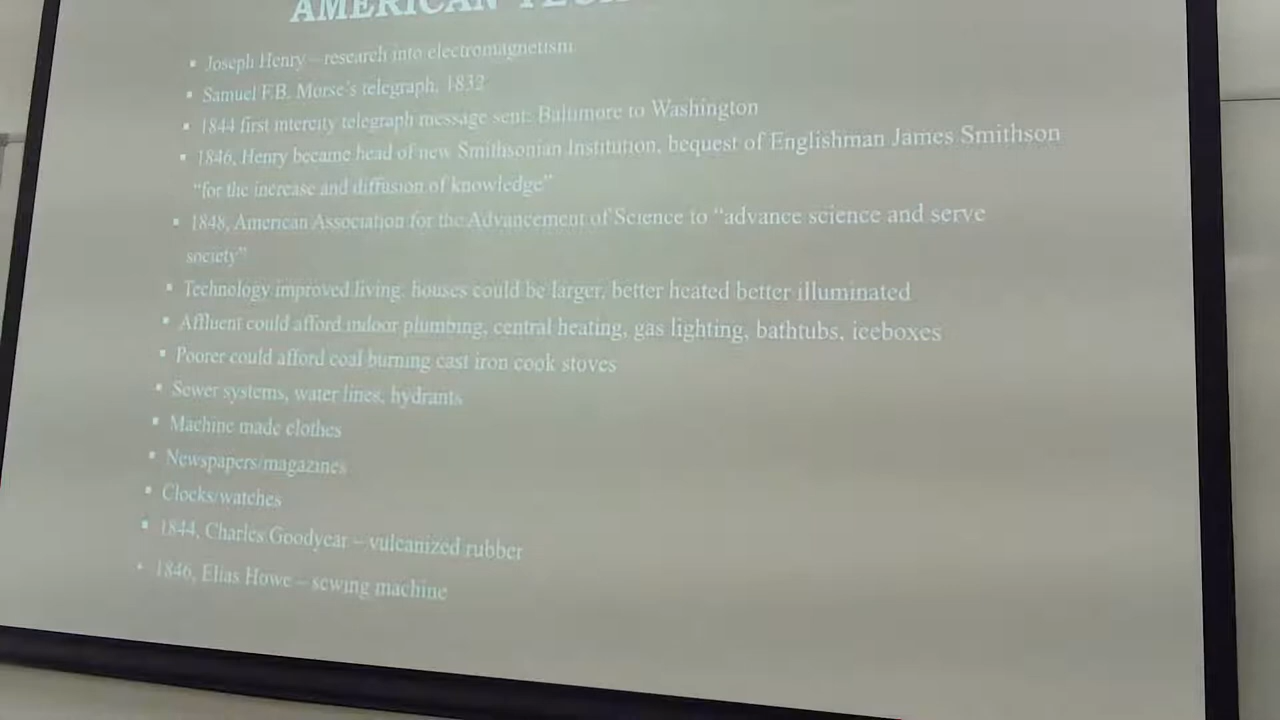 AMERICAN
▪ Joseph Henry – research into electromagnetism
▪ Samuel F.B. Morse's telegraph, 1832
▪ 1844 first intercity telegraph message sent: Baltimore to Washington
▪ 1846, Henry became head of new Smithsonian Institution, bequest of Englishman James Smithson
"for the increase and diffusion of knowledge"
▪ 1848, American Association for the Advancement of Science to "advance science and serve
society"
▪ Technology improved living: houses could be larger, better heated better illuminated
▪ Affluent could afford indoor plumbing, central heating, gas lighting, bathtubs, iceboxes
▪ Poorer could afford coal burning cast iron cook stoves
▪ Sewer systems, water lines, hydrants
▪ Machine made clothes
▪ Newspapers/magazines
▪ Clocks/watches
▪ 1844, Charles Goodyear – vulcanized rubber
▪ 1846, Elias Howe – sewing machine